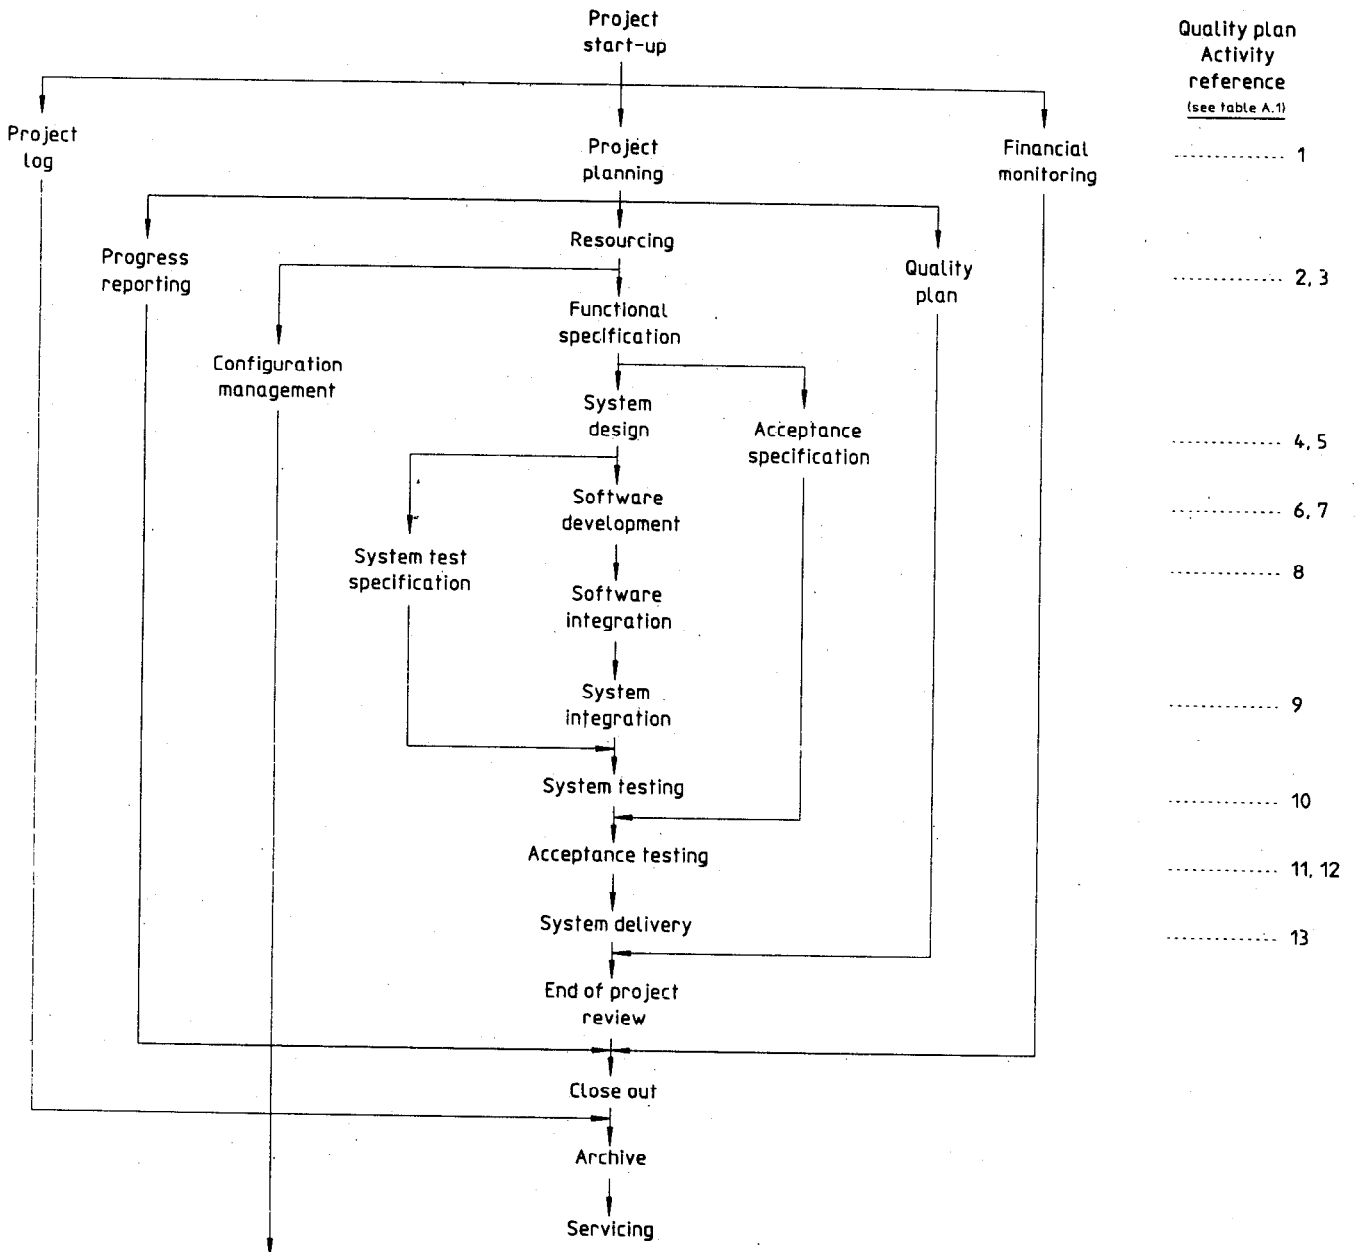 Project
start-up
Quality plan
Activity
reference
(see table A.1)
Project
log
Project
planning
Financial
monitoring
............ 1
Progress
reporting
Resourcing
Quality
plan
............ 2, 3
Functional
specification
Configuration
management
System
design
Acceptance
specification
............ 4, 5
Software
development
............ 6, 7
System test
specification
............ 8
Software
integration
System
integration
............ 9
System testing
............ 10
Acceptance testing
............ 11, 12
System delivery
............ 13
End of project
review
Close out
Archive
Servicing